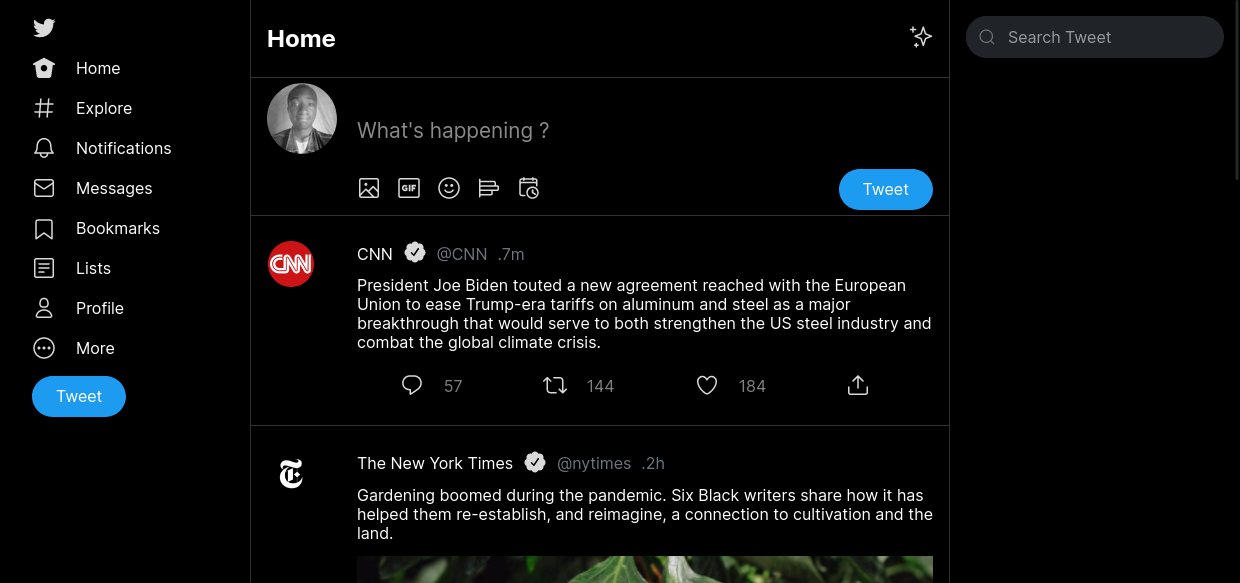 Home
Explore
Notifications
Messages
Bookmarks
Lists
Profile
More
Tweet
Home
What's happening ?
GIF
Tweet
CNN
CNN @CNN .7m
President Joe Biden touted a new agreement reached with the European
Union to ease Trump-era tariffs on aluminum and steel as a major
breakthrough that would serve to both strengthen the US steel industry and
combat the global climate crisis.
57 144 184
The New York Times @nytimes .2h
Gardening boomed during the pandemic. Six Black writers share how it has
helped them re-establish, and reimagine, a connection to cultivation and the
land.
Search Tweet